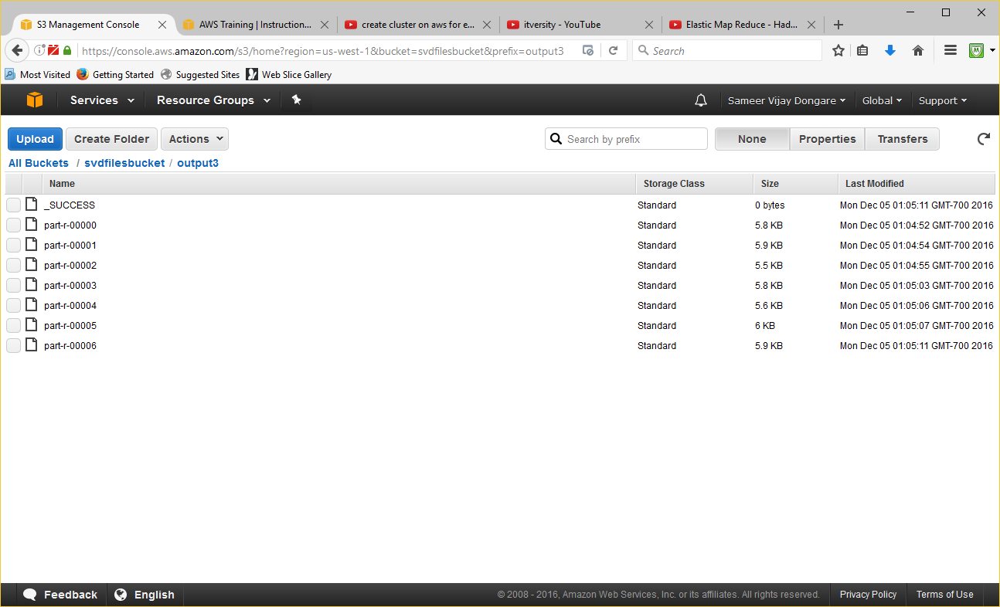 S3 Management Console AWS Training | Instruction... create cluster on aws for e... itversity - YouTube Elastic Map Reduce - Had...
https://console.aws.amazon.com/s3/home?region=us-west-1&bucket=svdfilesbucket&prefix=output3 Search
Most Visited Getting Started Suggested Sites Web Slice Gallery
Services Resource Groups Sameer Vijay Dongare Global Support
Upload Create Folder Actions Search by prefix None Properties Transfers
All Buckets / svdfilesbucket / output3
Name Storage Class Size Last Modified
_SUCCESS Standard 0 bytes Mon Dec 05 01:05:11 GMT-700 2016
part-r-00000 Standard 5.8 KB Mon Dec 05 01:04:52 GMT-700 2016
part-r-00001 Standard 5.9 KB Mon Dec 05 01:04:54 GMT-700 2016
part-r-00002 Standard 5.5 KB Mon Dec 05 01:04:55 GMT-700 2016
part-r-00003 Standard 5.8 KB Mon Dec 05 01:05:03 GMT-700 2016
part-r-00004 Standard 5.6 KB Mon Dec 05 01:05:06 GMT-700 2016
part-r-00005 Standard 6 KB Mon Dec 05 01:05:07 GMT-700 2016
part-r-00006 Standard 5.9 KB Mon Dec 05 01:05:11 GMT-700 2016
Feedback English © 2008 - 2016, Amazon Web Services, Inc. or its affiliates. All rights reserved. Privacy Policy Terms of Use